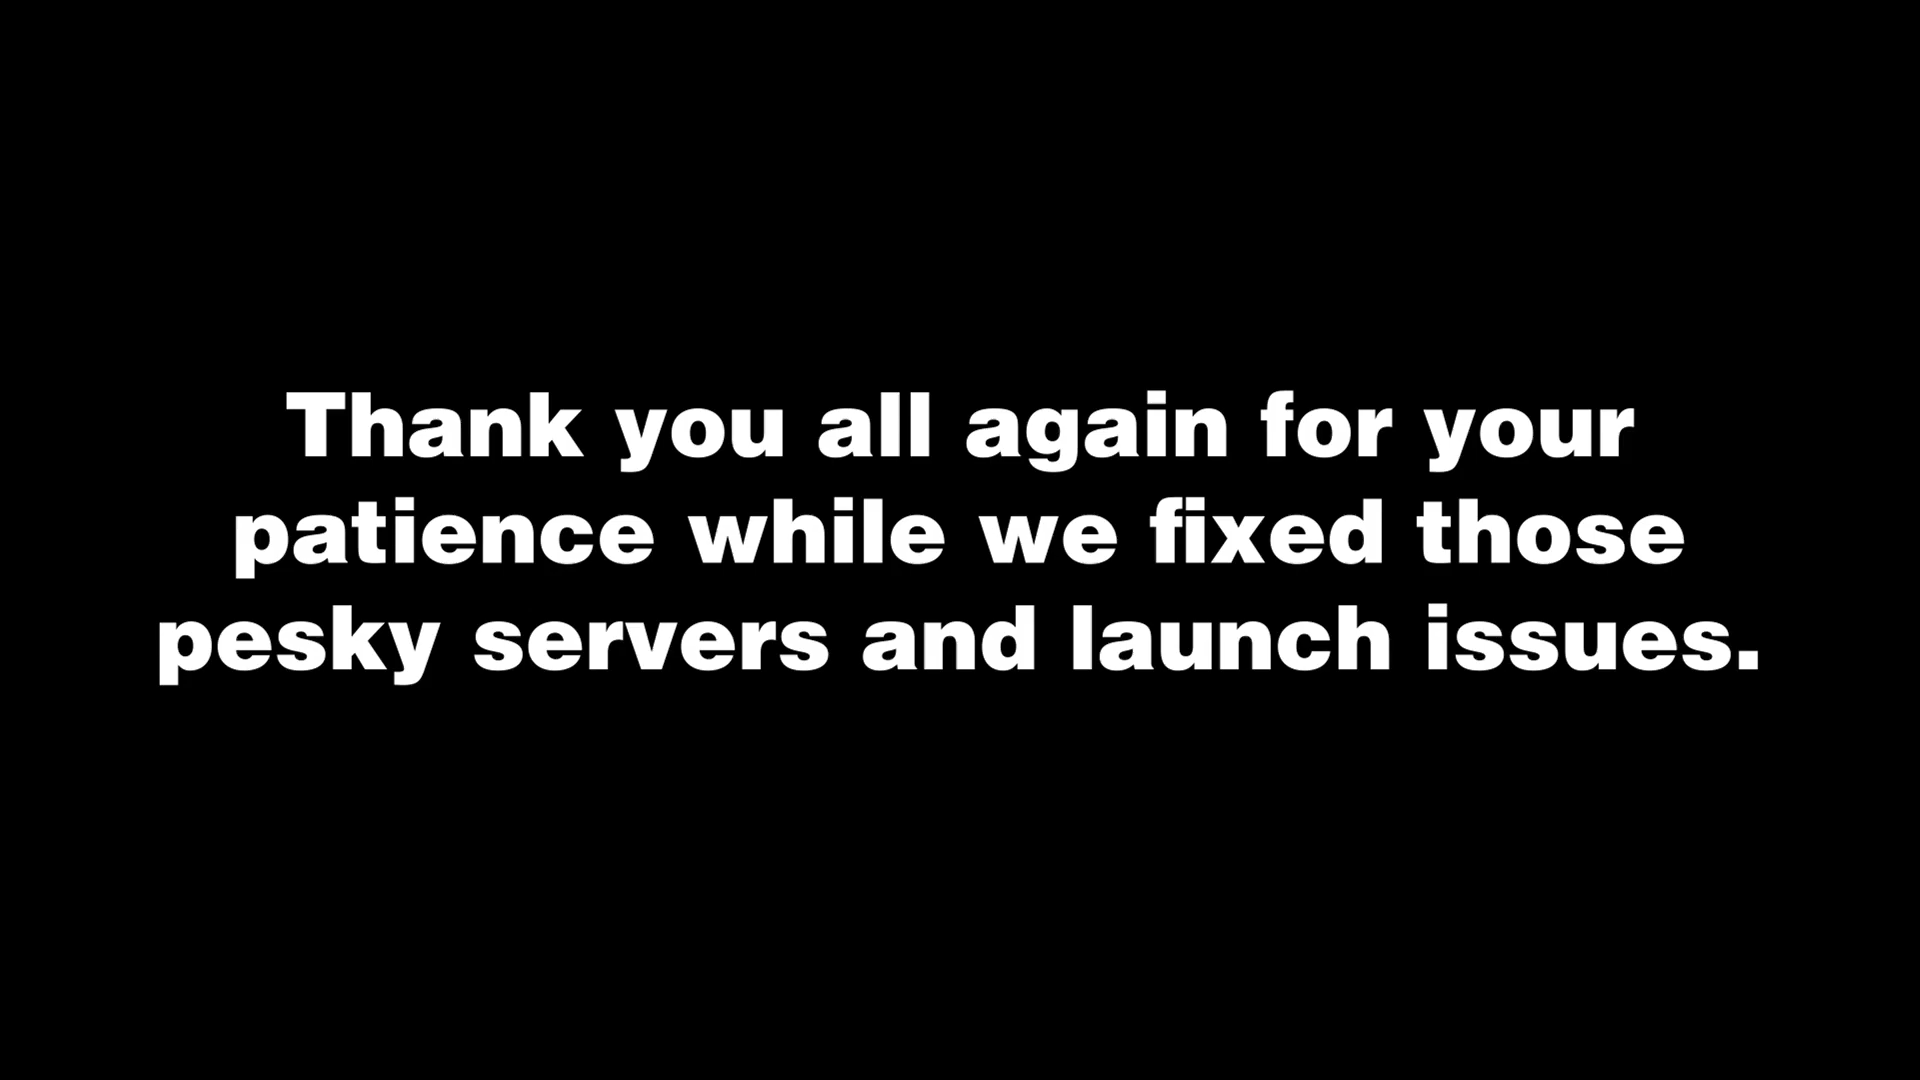 Thank you all again for your
patience while we fixed those
pesky servers and launch issues.